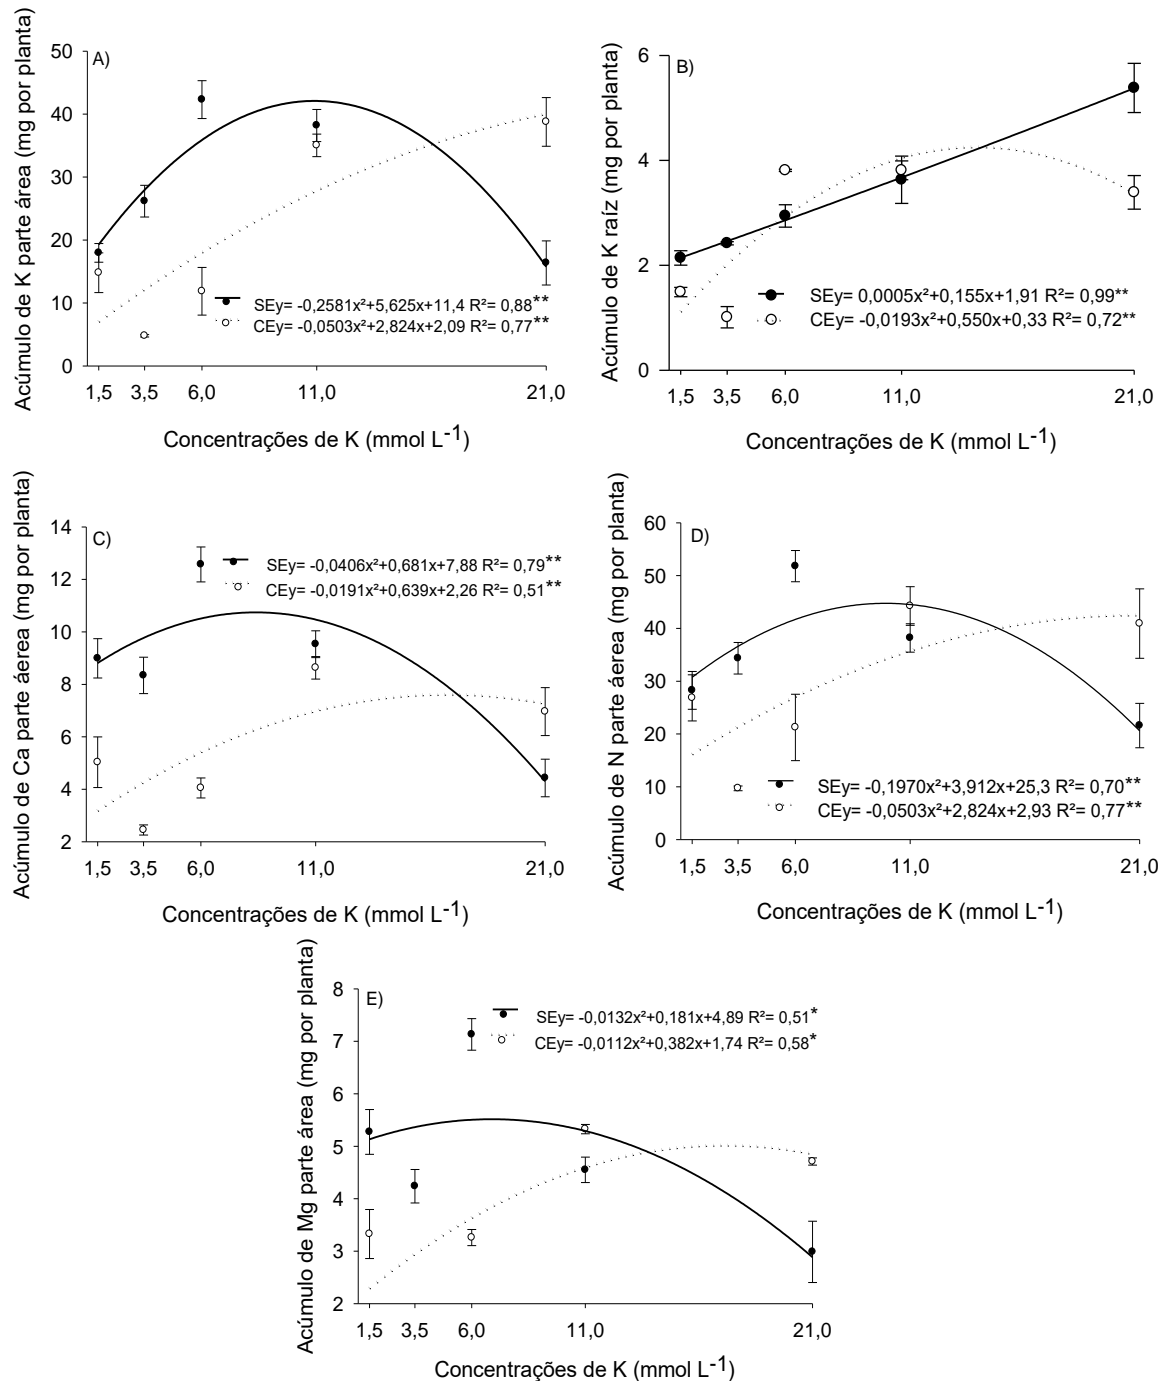 A)
Acúmulo de K parte área (mg por planta)
50
40
30
20
10
0
SEy= -0,2581x²+5,625x+11,4 R²= 0,88**
CEy= -0,0503x²+2,824x+2,09 R²= 0,77**
1,5 3,5 6,0 11,0 21,0
Concentrações de K (mmol L-1)
B)
Acúmulo de K raíz (mg por planta)
6
4
2
0
SEy= 0,0005x²+0,155x+1,91 R²= 0,99**
CEy= -0,0193x²+0,550x+0,33 R²= 0,72**
1,5 3,5 6,0 11,0 21,0
Concentrações de K (mmol L-1)
C)
Acúmulo de Ca parte áerea (mg por planta)
14
12
10
8
6
4
2
SEy= -0,0406x²+0,681x+7,88 R²= 0,79**
CEy= -0,0191x²+0,639x+2,26 R²= 0,51**
1,5 3,5 6,0 11,0 21,0
Concentrações de K (mmol L-1)
D)
Acúmulo de N parte áerea (mg por planta)
60
50
40
30
20
10
0
SEy= -0,1970x²+3,912x+25,3 R²= 0,70**
CEy= -0,0503x²+2,824x+2,93 R²= 0,77**
1,5 3,5 6,0 11,0 21,0
Concentrações de K (mmol L-1)
E)
Acúmulo de Mg parte área (mg por planta)
8
7
6
5
4
3
2
SEy= -0,0132x²+0,181x+4,89 R²= 0,51*
CEy= -0,0112x²+0,382x+1,74 R²= 0,58*
1,5 3,5 6,0 11,0 21,0
Concentrações de K (mmol L-1)